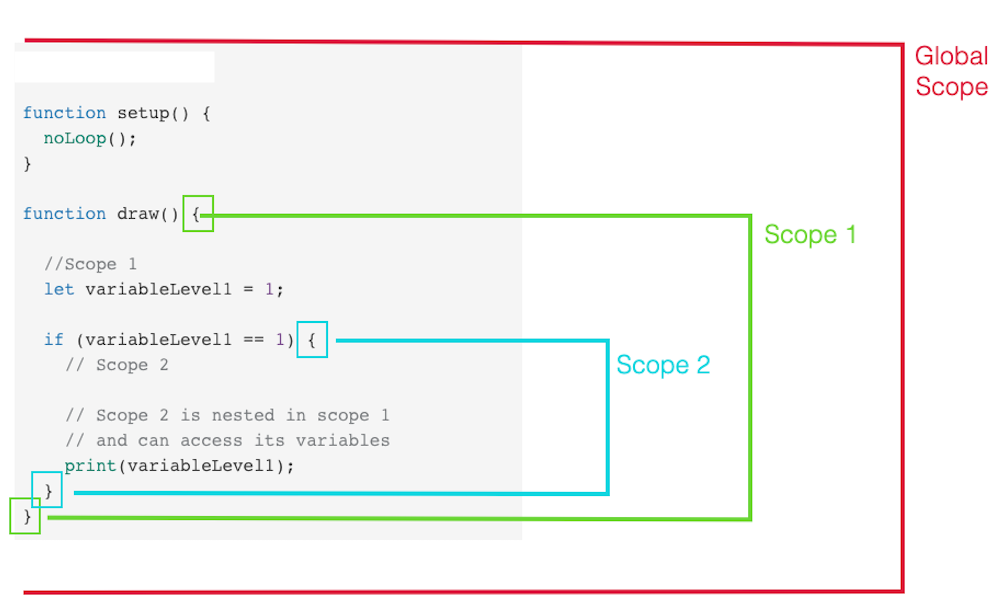 Global
Scope
function setup() {
  noLoop();
}
function draw() {
Scope 1
  //Scope 1
  let variableLevel1 = 1;
  if (variableLevel1 == 1) {
Scope 2
    // Scope 2
    // Scope 2 is nested in scope 1
    // and can access its variables
    print(variableLevel1);
  }
}